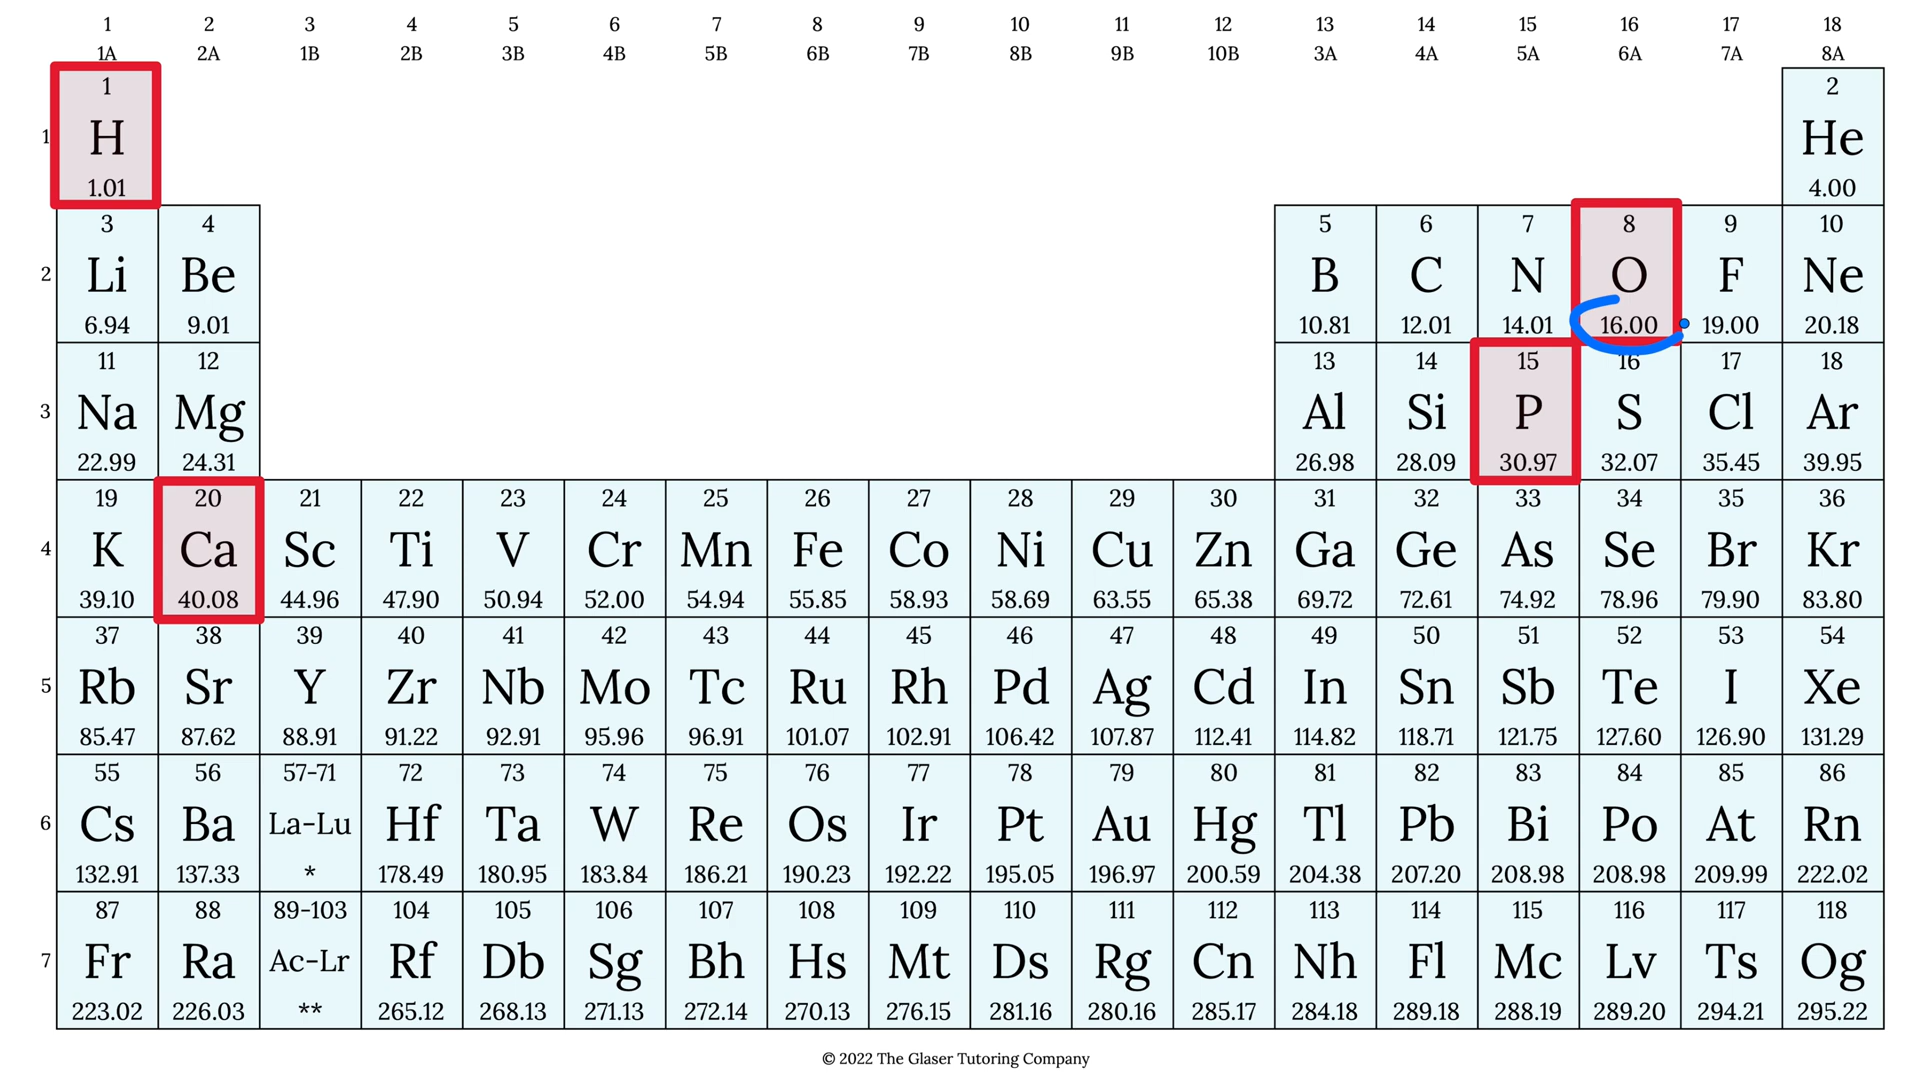 1 2 3 4 5 6 7 8 9 10 11 12 13 14 15 16 17 18
1A 2A 1B 2B 3B 4B 5B 6B 7B 8B 9B 10B 3A 4A 5A 6A 7A 8A
1 2
1 H He
1.01 4.00
3 4 5 6 7 8 9 10
2 Li Be B C N O F Ne
6.94 9.01 10.81 12.01 14.01 16.00 19.00 20.18
11 12 13 14 15 16 17 18
3 Na Mg Al Si P S Cl Ar
22.99 24.31 26.98 28.09 30.97 32.07 35.45 39.95
19 20 21 22 23 24 25 26 27 28 29 30 31 32 33 34 35 36
4 K Ca Sc Ti V Cr Mn Fe Co Ni Cu Zn Ga Ge As Se Br Kr
39.10 40.08 44.96 47.90 50.94 52.00 54.94 55.85 58.93 58.69 63.55 65.38 69.72 72.61 74.92 78.96 79.90 83.80
37 38 39 40 41 42 43 44 45 46 47 48 49 50 51 52 53 54
5 Rb Sr Y Zr Nb Mo Tc Ru Rh Pd Ag Cd In Sn Sb Te I Xe
85.47 87.62 88.91 91.22 92.91 95.96 96.91 101.07 102.91 106.42 107.87 112.41 114.82 118.71 121.75 127.60 126.90 131.29
55 56 57-71 72 73 74 75 76 77 78 79 80 81 82 83 84 85 86
6 Cs Ba La-Lu Hf Ta W Re Os Ir Pt Au Hg Tl Pb Bi Po At Rn
132.91 137.33 * 178.49 180.95 183.84 186.21 190.23 192.22 195.05 196.97 200.59 204.38 207.20 208.98 208.98 209.99 222.02
87 88 89-103 104 105 106 107 108 109 110 111 112 113 114 115 116 117 118
7 Fr Ra Ac-Lr Rf Db Sg Bh Hs Mt Ds Rg Cn Nh Fl Mc Lv Ts Og
223.02 226.03 ** 265.12 268.13 271.13 272.14 270.13 276.15 281.16 280.16 285.17 284.18 289.18 288.19 289.20 294.21 295.22
© 2022 The Glaser Tutoring Company